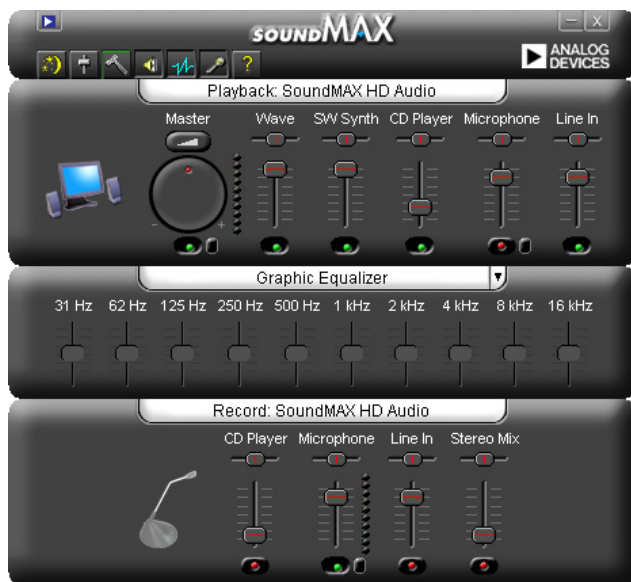 SOUNDMAX
ANALOG
DEVICES
?
Playback: SoundMAX HD Audio
Master Wave SW Synth CD Player Microphone Line In
- +
Graphic Equalizer
31 Hz 62 Hz 125 Hz 250 Hz 500 Hz 1 kHz 2 kHz 4 kHz 8 kHz 16 kHz
Record: SoundMAX HD Audio
CD Player Microphone Line In Stereo Mix